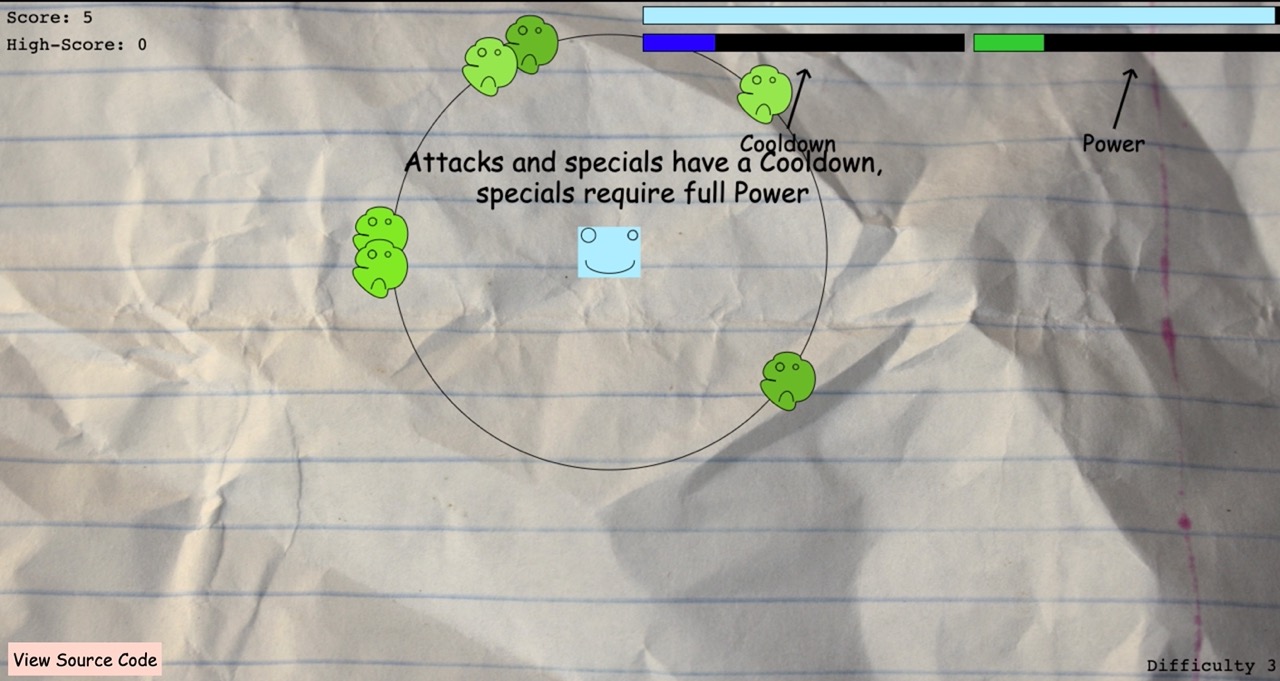 Score: 5
High-Score: 0
Cooldown
Power
Attacks and specials have a Cooldown,
specials require full Power
View Source Code
Difficulty 3